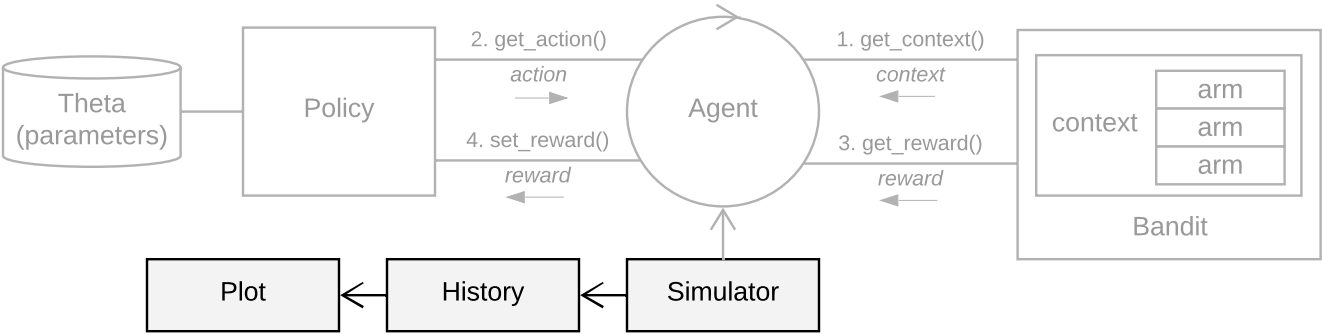 2. get_action()
action
1. get_context()
context
Theta
(parameters)
Policy
Agent
context
arm
arm
arm
4. set_reward()
reward
3. get_reward()
reward
Bandit
Plot
History
Simulator